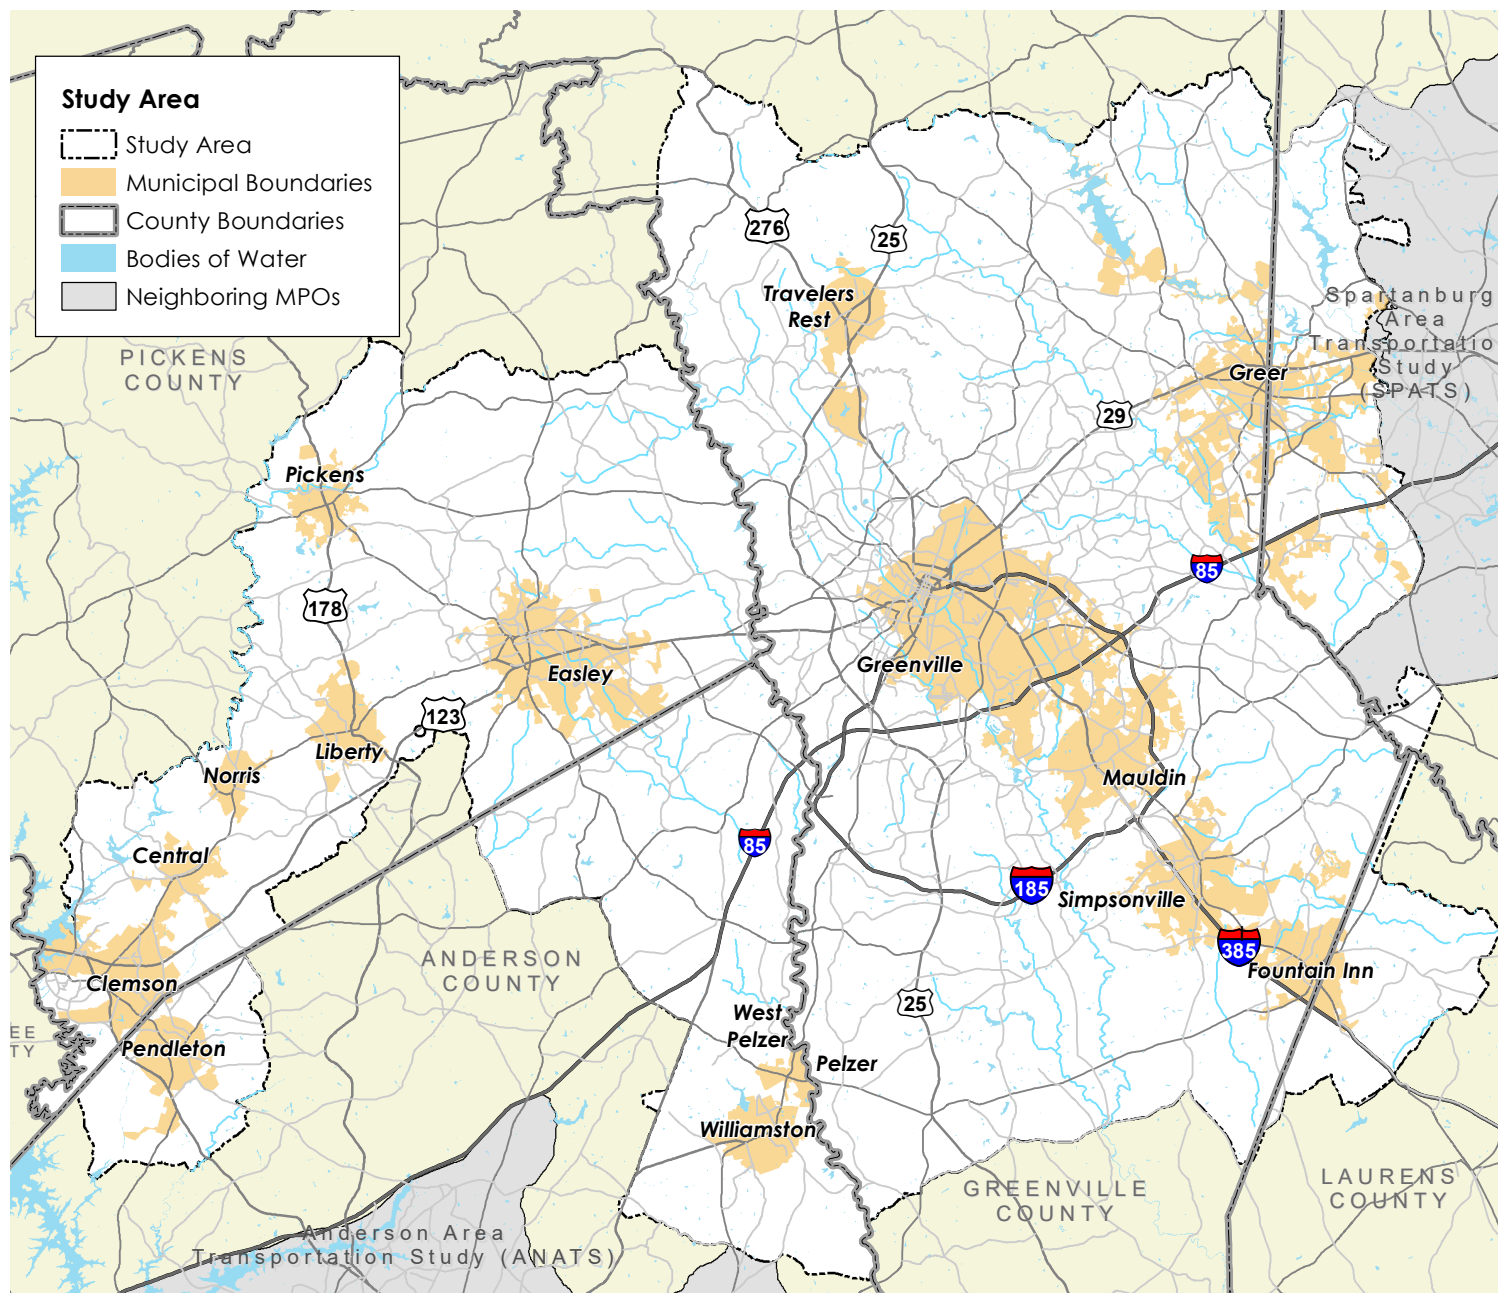 Study Area
Study Area
Municipal Boundaries
County Boundaries
Bodies of Water
Neighboring MPOs
276
25
Travelers
Rest
Spartanburg
Area
Transportatio
Study
(SPATS)
PICKENS
COUNTY
Greer
29
Pickens
85
178
Greenville
Easley
123
Liberty
Norris
Mauldin
85
Central
185
Simpsonville
385
Fountain Inn
ANDERSON
COUNTY
Clemson
25
West
Pelzer
EE
TY
Pendleton
Pelzer
Williamston
GREENVILLE
COUNTY
LAURENS
COUNTY
Anderson Area
Transportation Study (ANATS)